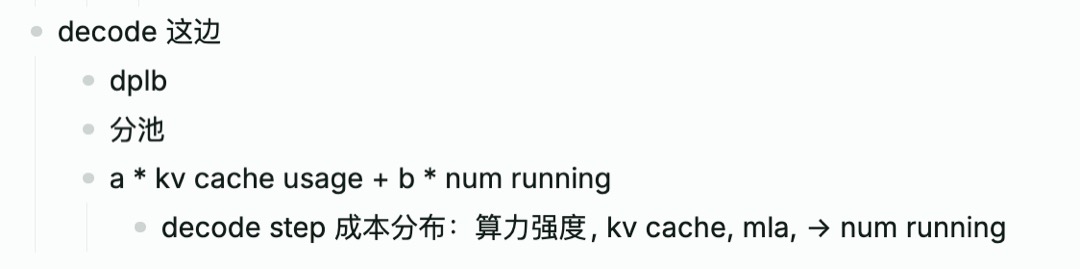 decode 这边
dplb
分池
a * kv cache usage + b * num running
decode step 成本分布：算力强度, kv cache, mla, → num running